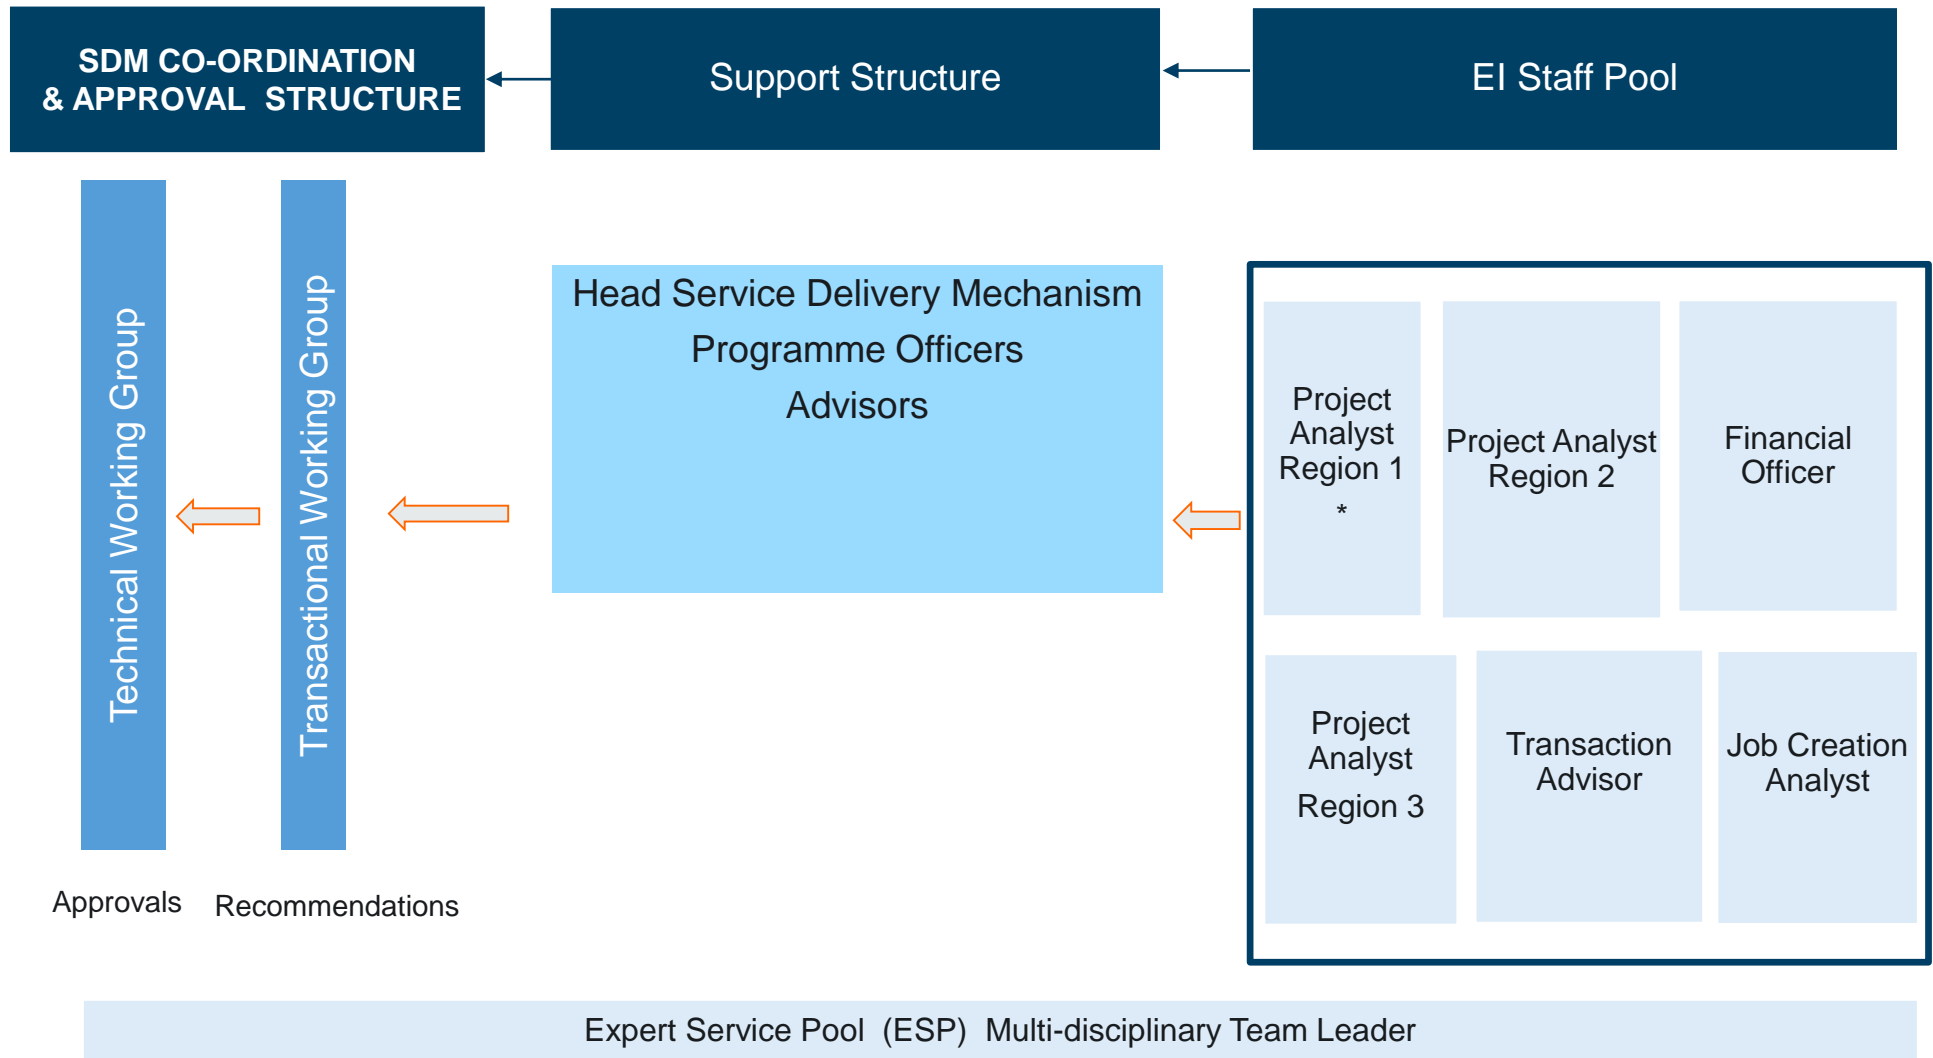 SDM CO-ORDINATION
& APPROVAL STRUCTURE
Support Structure
EI Staff Pool
Technical Working Group
Transactional Working Group
Head Service Delivery Mechanism
Programme Officers
Advisors
Project
Analyst
Region 1
*
Project Analyst
Region 2
Financial
Officer
Project
Analyst
Region 3
Transaction
Advisor
Job Creation
Analyst
Approvals
Recommendations
Expert Service Pool (ESP) Multi-disciplinary Team Leader